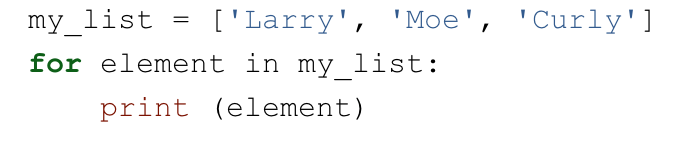 my_list = ['Larry', 'Moe', 'Curly']
for element in my_list:
    print (element)